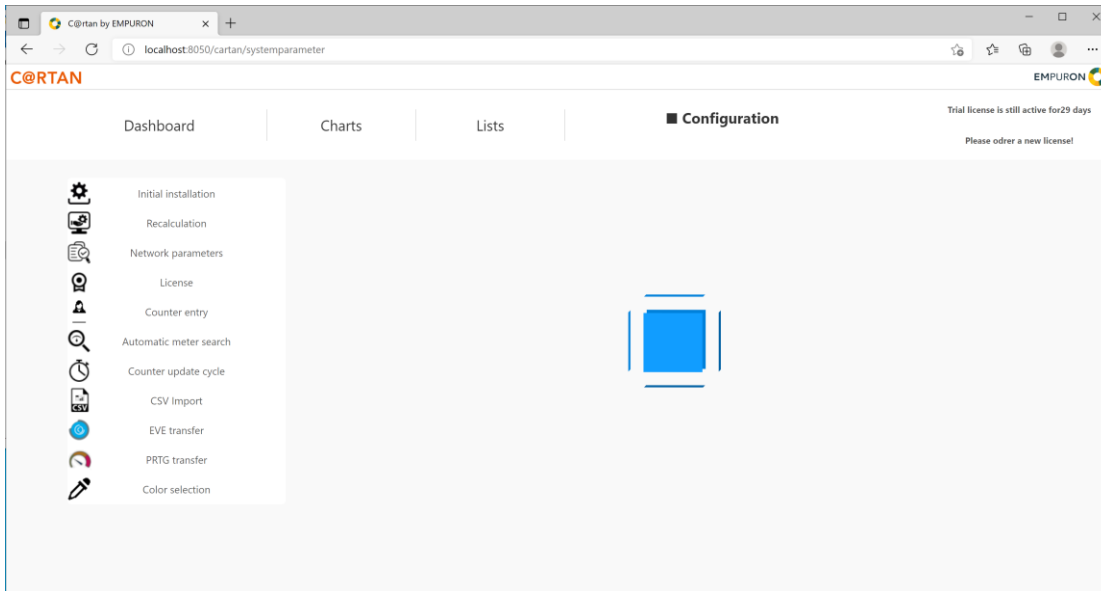 C@rtan by EMPURON
localhost:8050/cartan/systemparameter
C@RTAN
EMPURON
Dashboard
Charts
Lists
■ Configuration
Trial license is still active for29 days
Please odrer a new license!
Initial installation
Recalculation
Network parameters
License
Counter entry
Automatic meter search
Counter update cycle
CSV Import
CSV
EVE transfer
PRTG transfer
Color selection